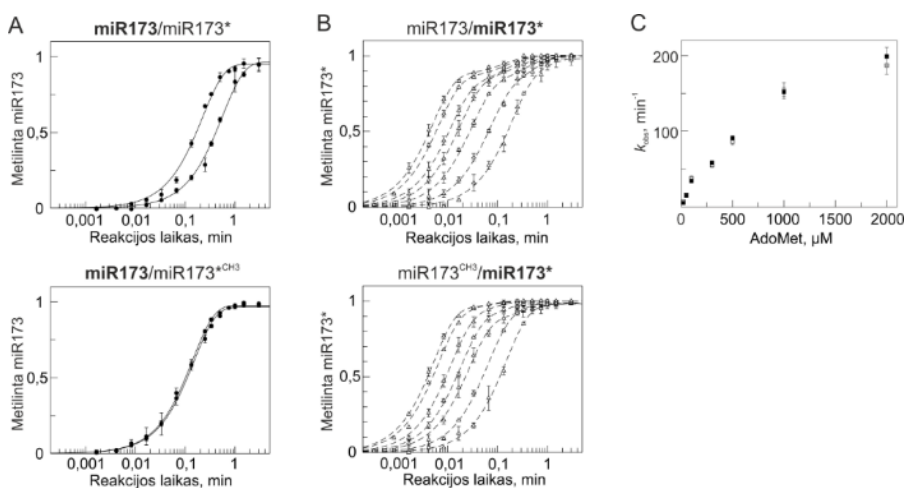 A
miR173/miR173*
Metilinta miR173
1
0,5
0
0,001 0,01 0,1 1
Reakcijos laikas, min
miR173/miR173*CH3
Metilinta miR173
1
0,5
0
0,001 0,01 0,1 1
Reakcijos laikas, min
B
miR173/miR173*
Metilinta miR173*
1
0,5
0
0,001 0,01 0,1 1
Reakcijos laikas, min
miR173CH3/miR173*
Metilinta miR173*
1
0,5
0
0,001 0,01 0,1 1
Reakcijos laikas, min
C
kobs, min-1
200
100
0 500 1000 1500 2000
AdoMet, µM